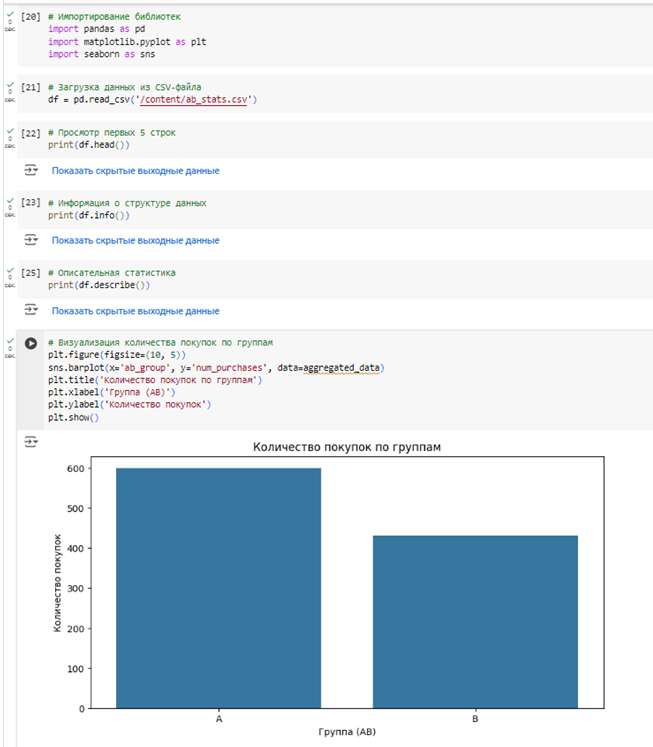 [20] # Импортирование библиотек
import pandas as pd
import matplotlib.pyplot as plt
import seaborn as sns
0
сек.
[21] # Загрузка данных из CSV-файла
df = pd.read_csv('/content/ab_stats.csv')
0
сек.
[22] # Просмотр первых 5 строк
print(df.head())
0
сек.
Показать скрытые выходные данные
[23] # Информация о структуре данных
print(df.info())
0
сек.
Показать скрытые выходные данные
[25] # Описательная статистика
print(df.describe())
0
сек.
Показать скрытые выходные данные
# Визуализация количества покупок по группам
plt.figure(figsize=(10, 5))
sns.barplot(x='ab_group', y='num_purchases', data=aggregated_data)
plt.title('Количество покупок по группам')
plt.xlabel('Группа (AB)')
plt.ylabel('Количество покупок')
plt.show()
0
сек.
Количество покупок по группам
Количество покупок
600
500
400
300
200
100
0
A B
Группа (AB)